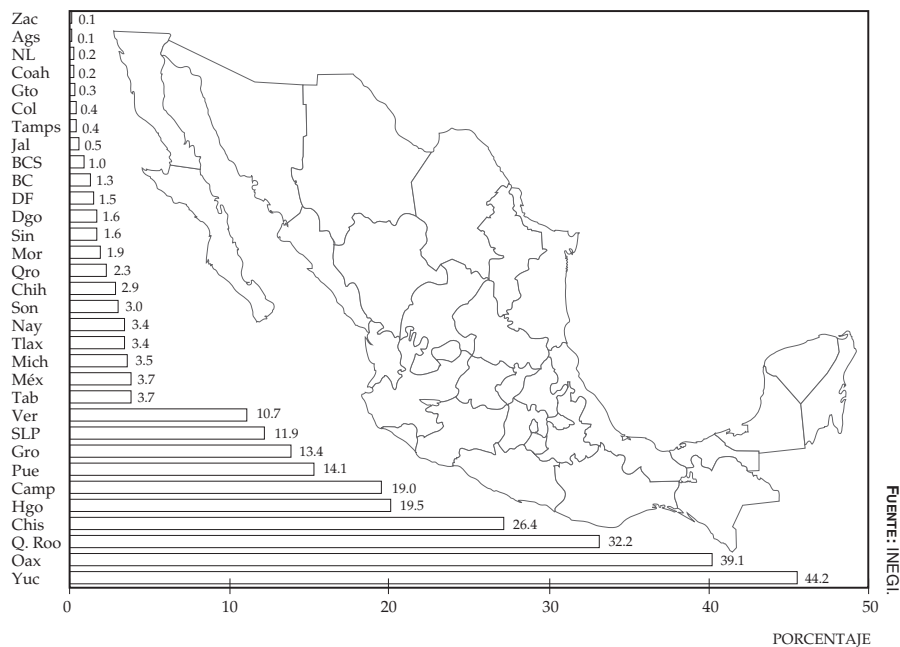 Zac 0.1
Ags 0.1
NL 0.2
Coah 0.2
Gto 0.3
Col 0.4
Tamps 0.4
Jal 0.5
BCS 1.0
BC 1.3
DF 1.5
Dgo 1.6
Sin 1.6
Mor 1.9
Qro 2.3
Chih 2.9
Son 3.0
Nay 3.4
Tlax 3.4
Mich 3.5
Méx 3.7
Tab 3.7
Ver 10.7
SLP 11.9
Gro 13.4
Pue 14.1
Camp 19.0
Hgo 19.5
Chis 26.4
Q. Roo 32.2
Oax 39.1
Yuc 44.2
0 10 20 30 40 50
PORCENTAJE
FUENTE: INEGI.